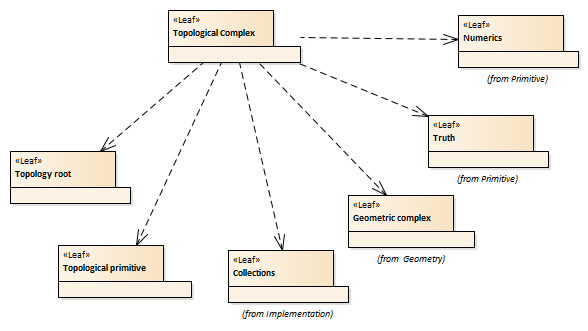 «Leaf»
Topological Complex
«Leaf»
Numerics
(from Primitive)
«Leaf»
Truth
(from Primitive)
«Leaf»
Topology root
«Leaf»
Geometric complex
(from Geometry)
«Leaf»
Topological primitive
«Leaf»
Collections
(from Implementation)